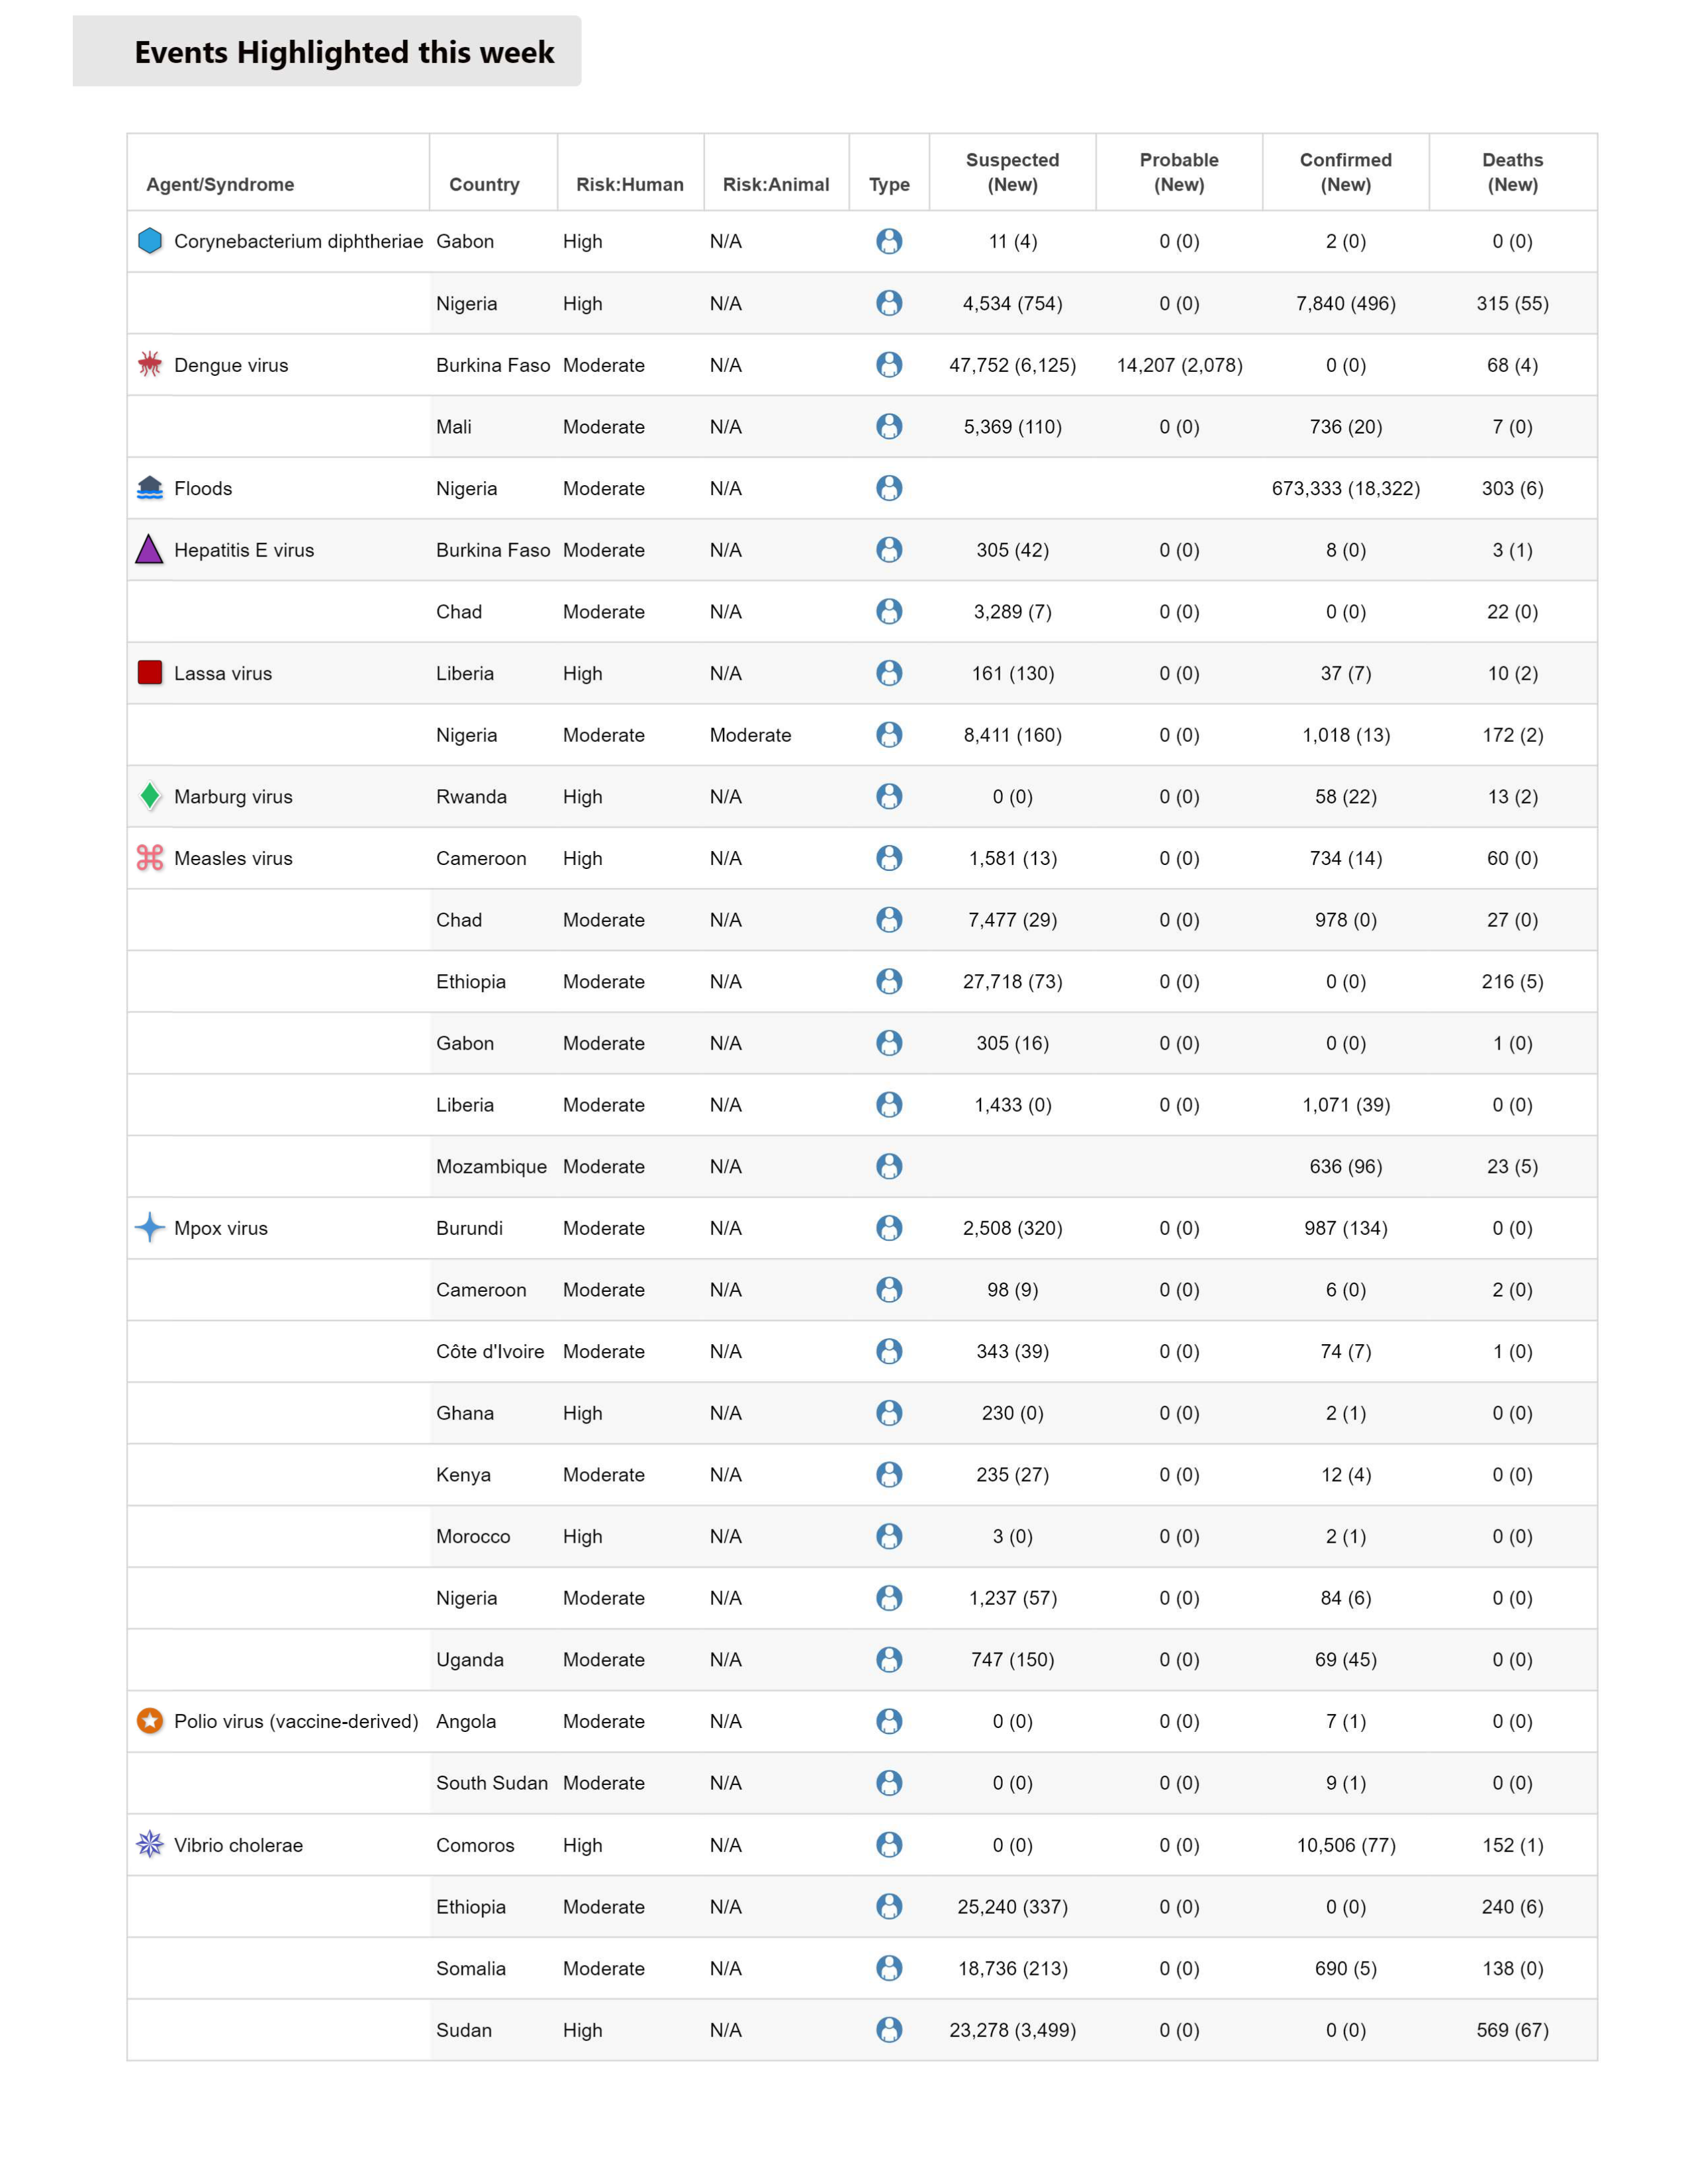 Events Highlighted this week
Agent/Syndrome Country Risk:Human Risk:Animal Type Suspected (New) Probable (New) Confirmed (New) Deaths (New)
Corynebacterium diphtheriae Gabon High N/A 11 (4) 0 (0) 2 (0) 0 (0)
Nigeria High N/A 4,534 (754) 0 (0) 7,840 (496) 315 (55)
Dengue virus Burkina Faso Moderate N/A 47,752 (6,125) 14,207 (2,078) 0 (0) 68 (4)
Mali Moderate N/A 5,369 (110) 0 (0) 736 (20) 7 (0)
Floods Nigeria Moderate N/A 673,333 (18,322) 303 (6)
Hepatitis E virus Burkina Faso Moderate N/A 305 (42) 0 (0) 8 (0) 3 (1)
Chad Moderate N/A 3,289 (7) 0 (0) 0 (0) 22 (0)
Lassa virus Liberia High N/A 161 (130) 0 (0) 37 (7) 10 (2)
Nigeria Moderate Moderate 8,411 (160) 0 (0) 1,018 (13) 172 (2)
Marburg virus Rwanda High N/A 0 (0) 0 (0) 58 (22) 13 (2)
Measles virus Cameroon High N/A 1,581 (13) 0 (0) 734 (14) 60 (0)
Chad Moderate N/A 7,477 (29) 0 (0) 978 (0) 27 (0)
Ethiopia Moderate N/A 27,718 (73) 0 (0) 0 (0) 216 (5)
Gabon Moderate N/A 305 (16) 0 (0) 0 (0) 1 (0)
Liberia Moderate N/A 1,433 (0) 0 (0) 1,071 (39) 0 (0)
Mozambique Moderate N/A 636 (96) 23 (5)
Mpox virus Burundi Moderate N/A 2,508 (320) 0 (0) 987 (134) 0 (0)
Cameroon Moderate N/A 98 (9) 0 (0) 6 (0) 2 (0)
Côte d'Ivoire Moderate N/A 343 (39) 0 (0) 74 (7) 1 (0)
Ghana High N/A 230 (0) 0 (0) 2 (1) 0 (0)
Kenya Moderate N/A 235 (27) 0 (0) 12 (4) 0 (0)
Morocco High N/A 3 (0) 0 (0) 2 (1) 0 (0)
Nigeria Moderate N/A 1,237 (57) 0 (0) 84 (6) 0 (0)
Uganda Moderate N/A 747 (150) 0 (0) 69 (45) 0 (0)
Polio virus (vaccine-derived) Angola Moderate N/A 0 (0) 0 (0) 7 (1) 0 (0)
South Sudan Moderate N/A 0 (0) 0 (0) 9 (1) 0 (0)
Vibrio cholerae Comoros High N/A 0 (0) 0 (0) 10,506 (77) 152 (1)
Ethiopia Moderate N/A 25,240 (337) 0 (0) 0 (0) 240 (6)
Somalia Moderate N/A 18,736 (213) 0 (0) 690 (5) 138 (0)
Sudan High N/A 23,278 (3,499) 0 (0) 0 (0) 569 (67)